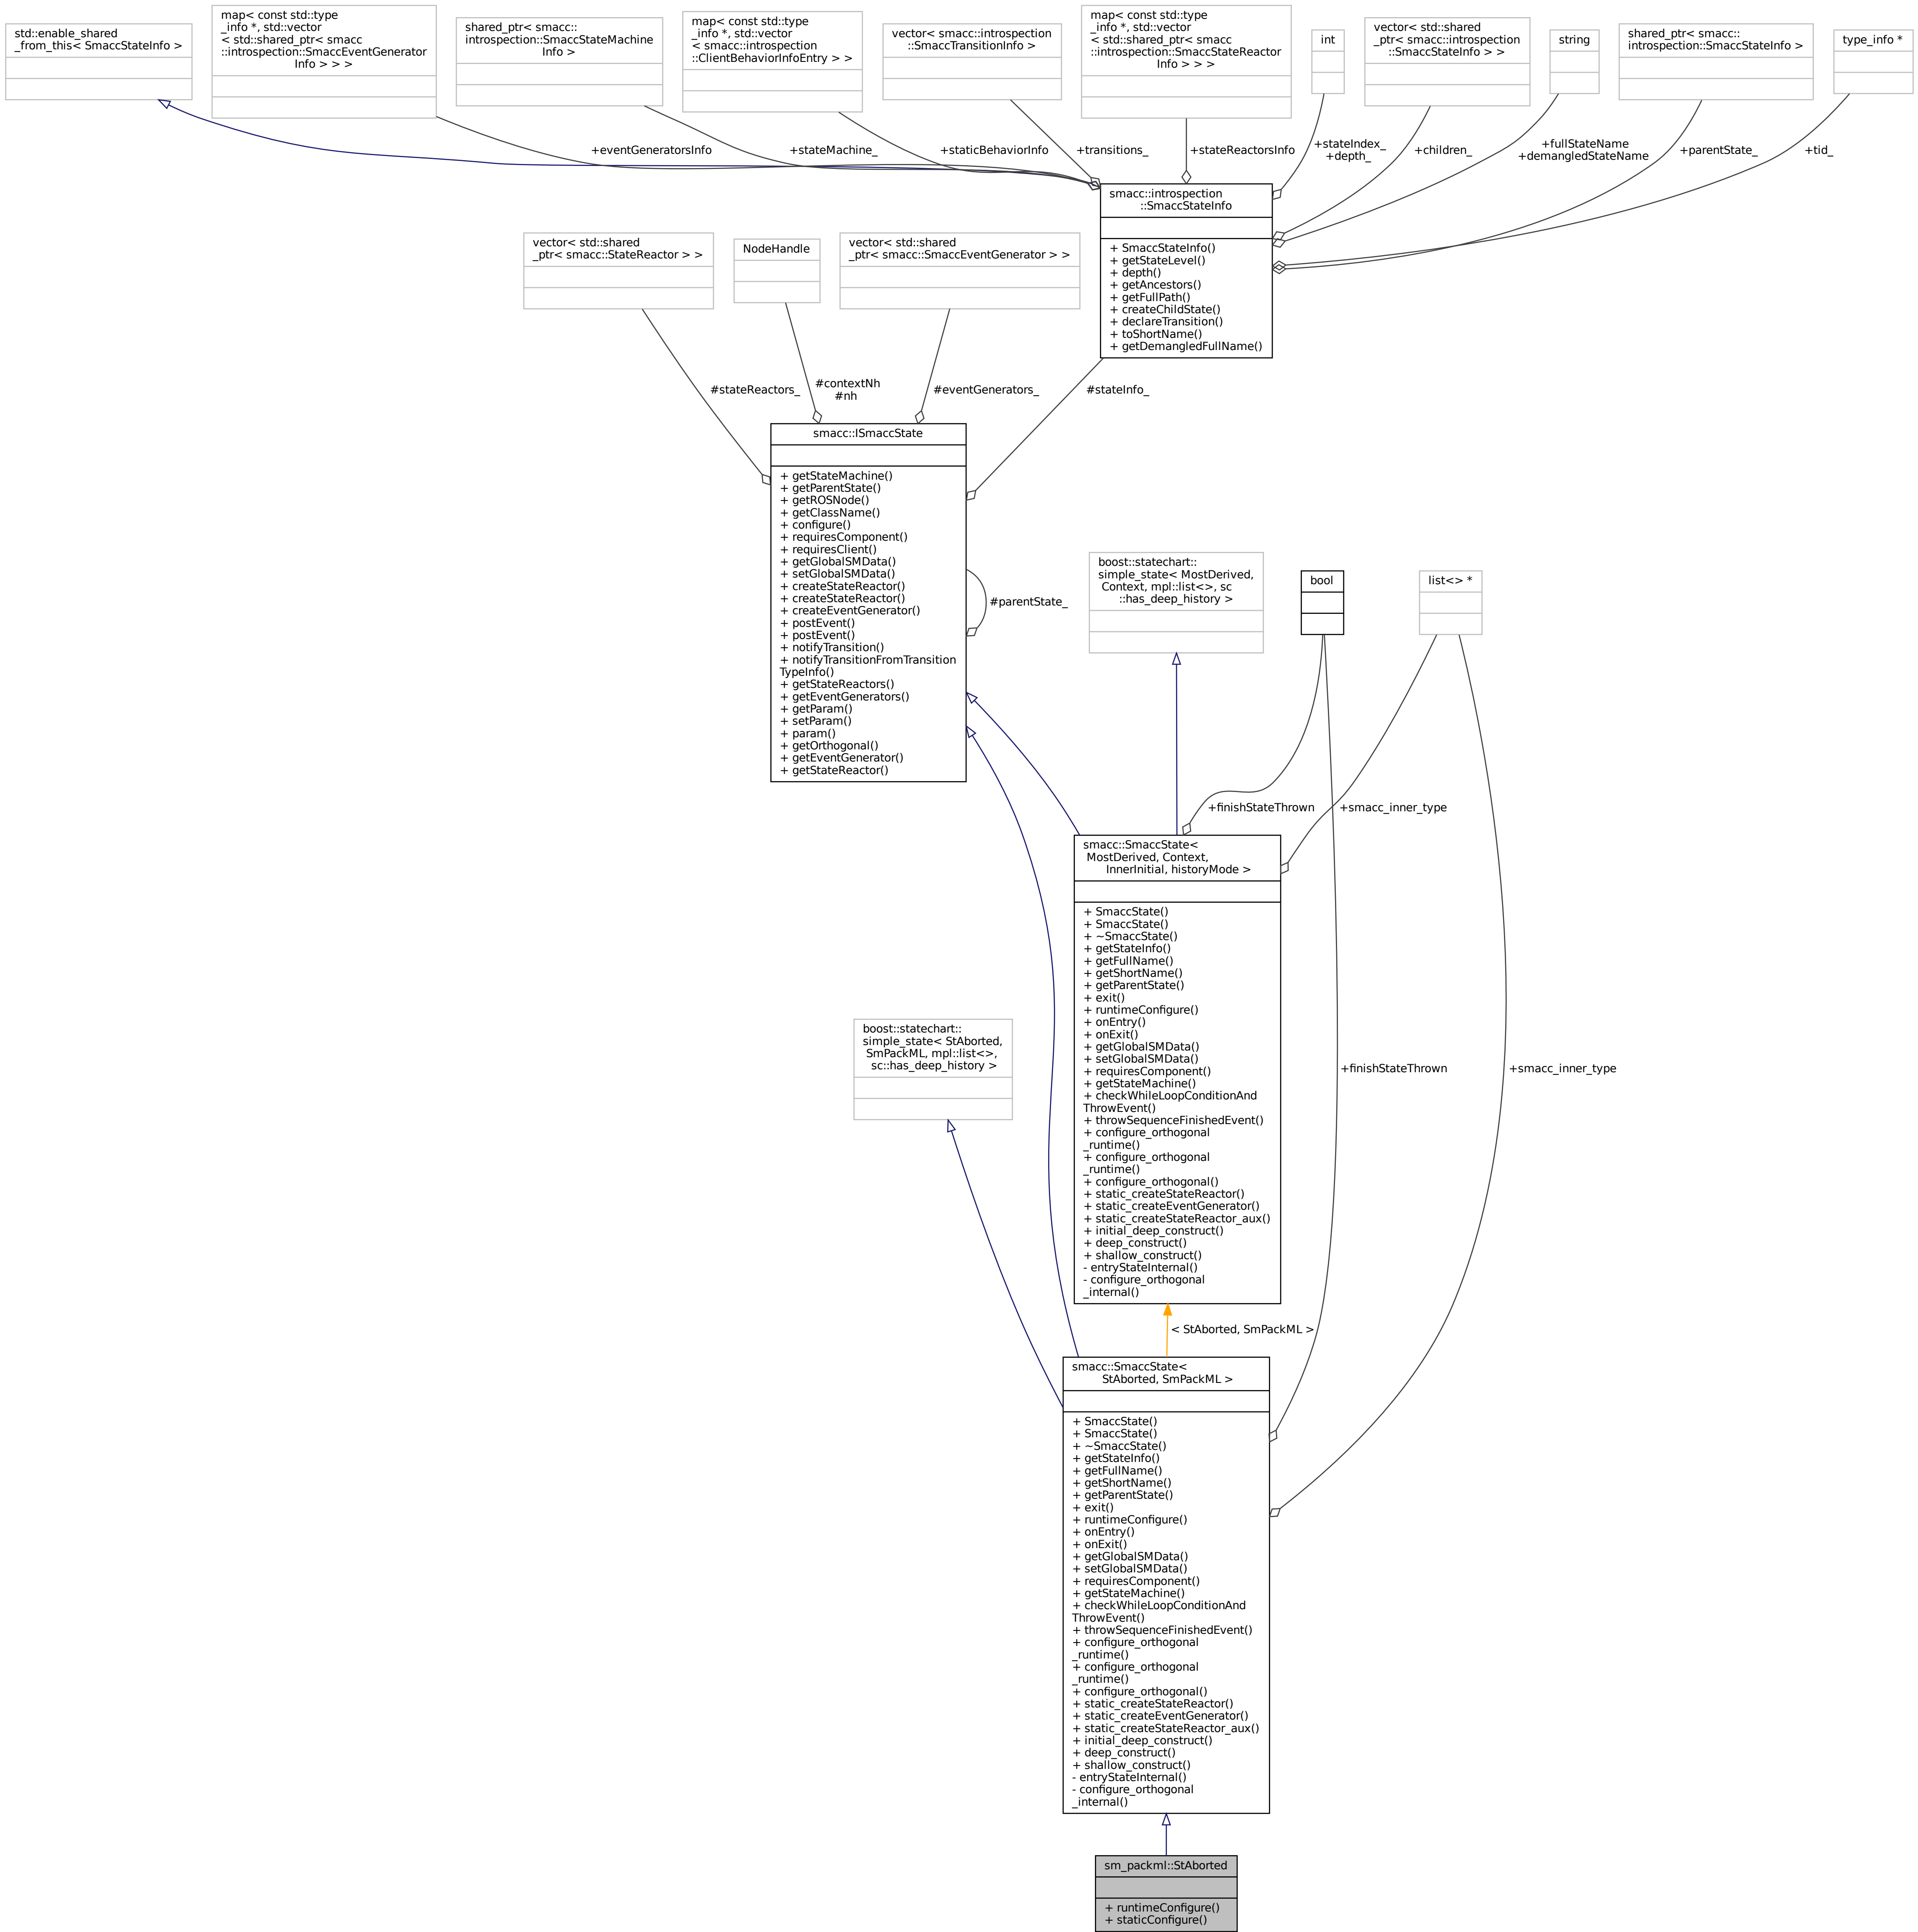 std::enable_shared
_from_this< SmaccStateInfo >
map< const std::type
_info *, std::vector
< std::shared_ptr< smacc
::introspection::SmaccEventGenerator
Info > > >
shared_ptr< smacc::
introspection::SmaccStateMachine
Info >
map< const std::type
_info *, std::vector
< smacc::introspection
::ClientBehaviorInfoEntry > >
vector< smacc::introspection
::SmaccTransitionInfo >
map< const std::type
_info *, std::vector
< std::shared_ptr< smacc
::introspection::SmaccStateReactor
Info > > >
int
vector< std::shared
_ptr< smacc::introspection
::SmaccStateInfo > >
string
shared_ptr< smacc::
introspection::SmaccStateInfo >
type_info *
+eventGeneratorsInfo
+stateMachine_
+staticBehaviorInfo
+transitions_
+stateReactorsInfo
+stateIndex_
+depth_
+children_
+fullStateName
+demangledStateName
+parentState_
+tid_
smacc::introspection
::SmaccStateInfo
+ SmaccStateInfo()
+ getStateLevel()
+ depth()
+ getAncestors()
+ getFullPath()
+ createChildState()
+ declareTransition()
+ toShortName()
+ getDemangledFullName()
vector< std::shared
_ptr< smacc::StateReactor > >
NodeHandle
vector< std::shared
_ptr< smacc::SmaccEventGenerator > >
#stateReactors_
#contextNh
#nh
#eventGenerators_
#stateInfo_
smacc::ISmaccState
+ getStateMachine()
+ getParentState()
+ getROSNode()
+ getClassName()
+ configure()
+ requiresComponent()
+ requiresClient()
+ getGlobalSMData()
+ setGlobalSMData()
+ createStateReactor()
+ createStateReactor()
+ createEventGenerator()
+ postEvent()
+ postEvent()
+ notifyTransition()
+ notifyTransitionFromTransition
TypeInfo()
+ getStateReactors()
+ getEventGenerators()
+ getParam()
+ setParam()
+ param()
+ getOrthogonal()
+ getEventGenerator()
+ getStateReactor()
#parentState_
boost::statechart::
simple_state< MostDerived,
Context, mpl::list<>, sc
::has_deep_history >
bool
list<> *
+finishStateThrown
+smacc_inner_type
smacc::SmaccState<
MostDerived, Context,
InnerInitial, historyMode >
+ SmaccState()
+ SmaccState()
+ ~SmaccState()
+ getStateInfo()
+ getFullName()
+ getShortName()
+ getParentState()
+ exit()
+ runtimeConfigure()
+ onEntry()
+ onExit()
+ getGlobalSMData()
+ setGlobalSMData()
+ requiresComponent()
+ getStateMachine()
+ checkWhileLoopConditionAnd
ThrowEvent()
+ throwSequenceFinishedEvent()
+ configure_orthogonal
_runtime()
+ configure_orthogonal
_runtime()
+ configure_orthogonal()
+ static_createStateReactor()
+ static_createEventGenerator()
+ static_createStateReactor_aux()
+ initial_deep_construct()
+ deep_construct()
+ shallow_construct()
- entryStateInternal()
- configure_orthogonal
_internal()
boost::statechart::
simple_state< StAborted,
SmPackML, mpl::list<>,
sc::has_deep_history >
+finishStateThrown
+smacc_inner_type
< StAborted, SmPackML >
smacc::SmaccState<
StAborted, SmPackML >
+ SmaccState()
+ SmaccState()
+ ~SmaccState()
+ getStateInfo()
+ getFullName()
+ getShortName()
+ getParentState()
+ exit()
+ runtimeConfigure()
+ onEntry()
+ onExit()
+ getGlobalSMData()
+ setGlobalSMData()
+ requiresComponent()
+ getStateMachine()
+ checkWhileLoopConditionAnd
ThrowEvent()
+ throwSequenceFinishedEvent()
+ configure_orthogonal
_runtime()
+ configure_orthogonal
_runtime()
+ configure_orthogonal()
+ static_createStateReactor()
+ static_createEventGenerator()
+ static_createStateReactor_aux()
+ initial_deep_construct()
+ deep_construct()
+ shallow_construct()
- entryStateInternal()
- configure_orthogonal
_internal()
sm_packml::StAborted
+ runtimeConfigure()
+ staticConfigure()